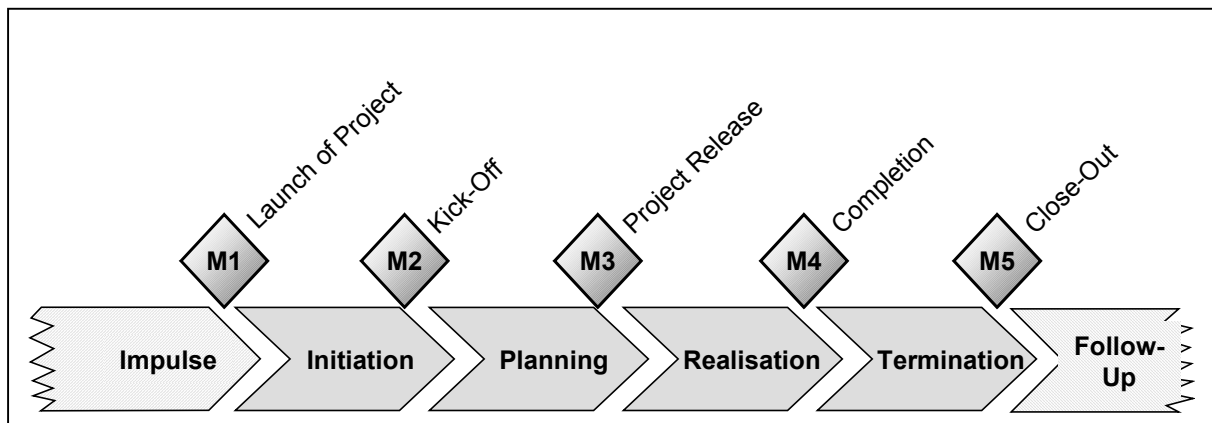 Launch of Project
Kick-Off
Project Release
Completion
Close-Out
M1
M2
M3
M4
M5
Impulse
Initiation
Planning
Realisation
Termination
Follow-
Up